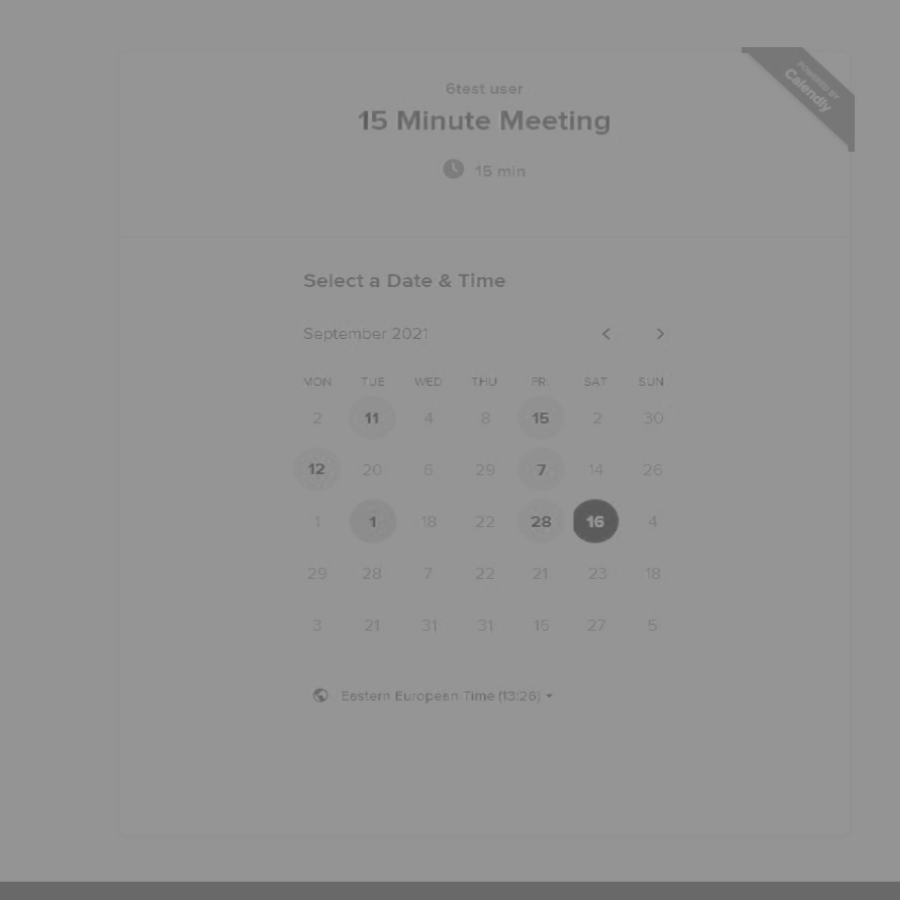 POWERED BY
Calendly
6test user
15 Minute Meeting
15 min
Select a Date & Time
September 2021
MON TUE WED THU FRI SAT SUN
2 11 4 8 15 2 30
12 20 6 29 7 14 26
1 1 18 22 28 16 4
29 28 7 22 21 23 18
3 21 31 31 15 27 5
Eastern European Time (13:26)